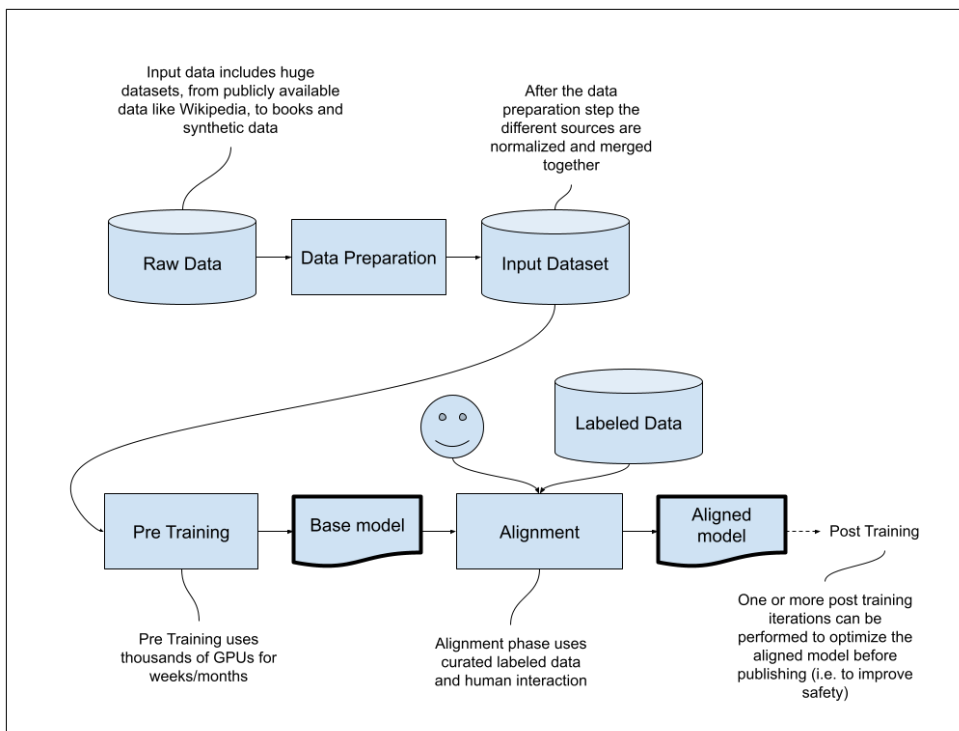 Input data includes huge
datasets, from publicly available
data like Wikipedia, to books and
synthetic data
After the data
preparation step the
different sources are
normalized and merged
together
Raw Data
Data Preparation
Input Dataset
Labeled Data
Pre Training
Base model
Alignment
Aligned
model
Post Training
Pre Training uses
thousands of GPUs for
weeks/months
Alignment phase uses
curated labeled data
and human interaction
One or more post training
iterations can be
performed to optimize the
aligned model before
publishing (i.e. to improve
safety)